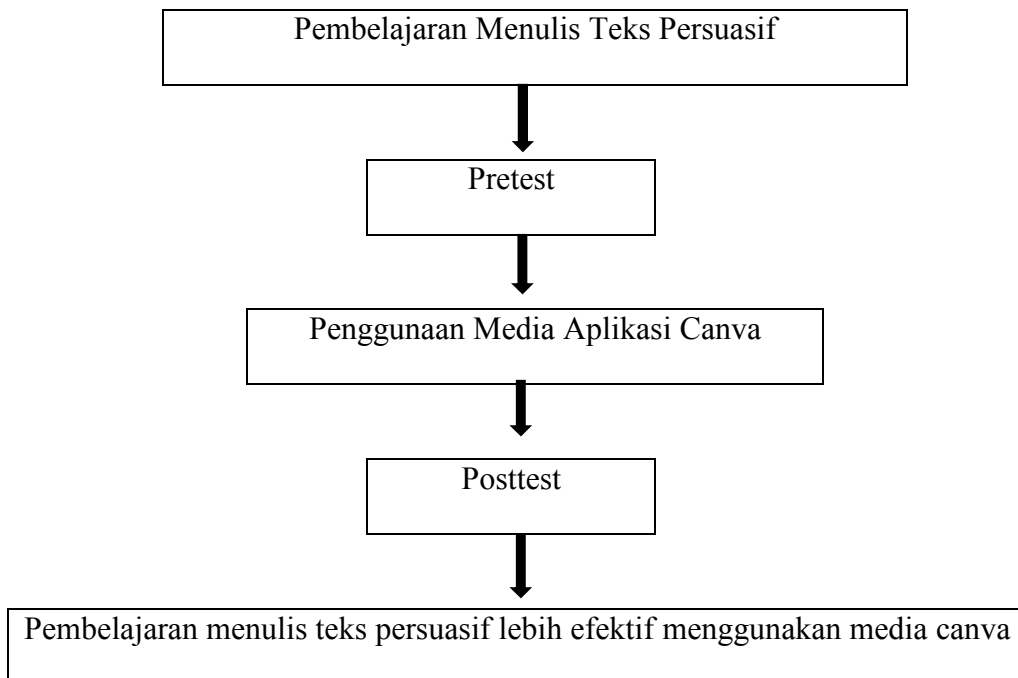 Pembelajaran Menulis Teks Persuasif
Pretest
Penggunaan Media Aplikasi Canva
Posttest
Pembelajaran menulis teks persuasif lebih efektif menggunakan media canva